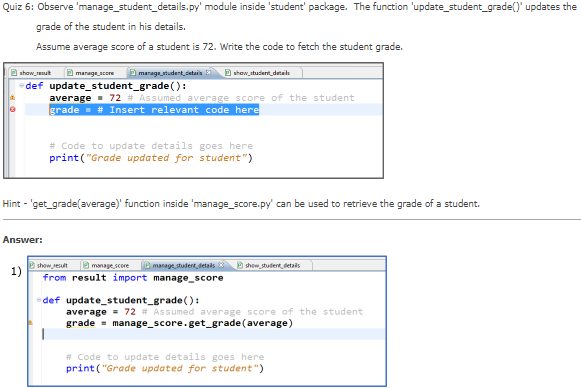 Quiz 6: Observe 'manage_student_details.py' module inside 'student' package. The function 'update_student_grade()' updates the
grade of the student in his details.
Assume average score of a student is 72. Write the code to fetch the student grade.
show_result manage_score manage_student_details show_student_details
def update_student_grade():
average = 72 # Assumed average score of the student
grade = # Insert relevant code here
# Code to update details goes here
print("Grade updated for student")
Hint - 'get_grade(average)' function inside 'manage_score.py' can be used to retrieve the grade of a student.
Answer:
1)
show_result manage_score manage_student_details show_student_details
from result import manage_score
def update_student_grade():
average = 72 # Assumed average score of the student
grade = manage_score.get_grade(average)
# Code to update details goes here
print("Grade updated for student")